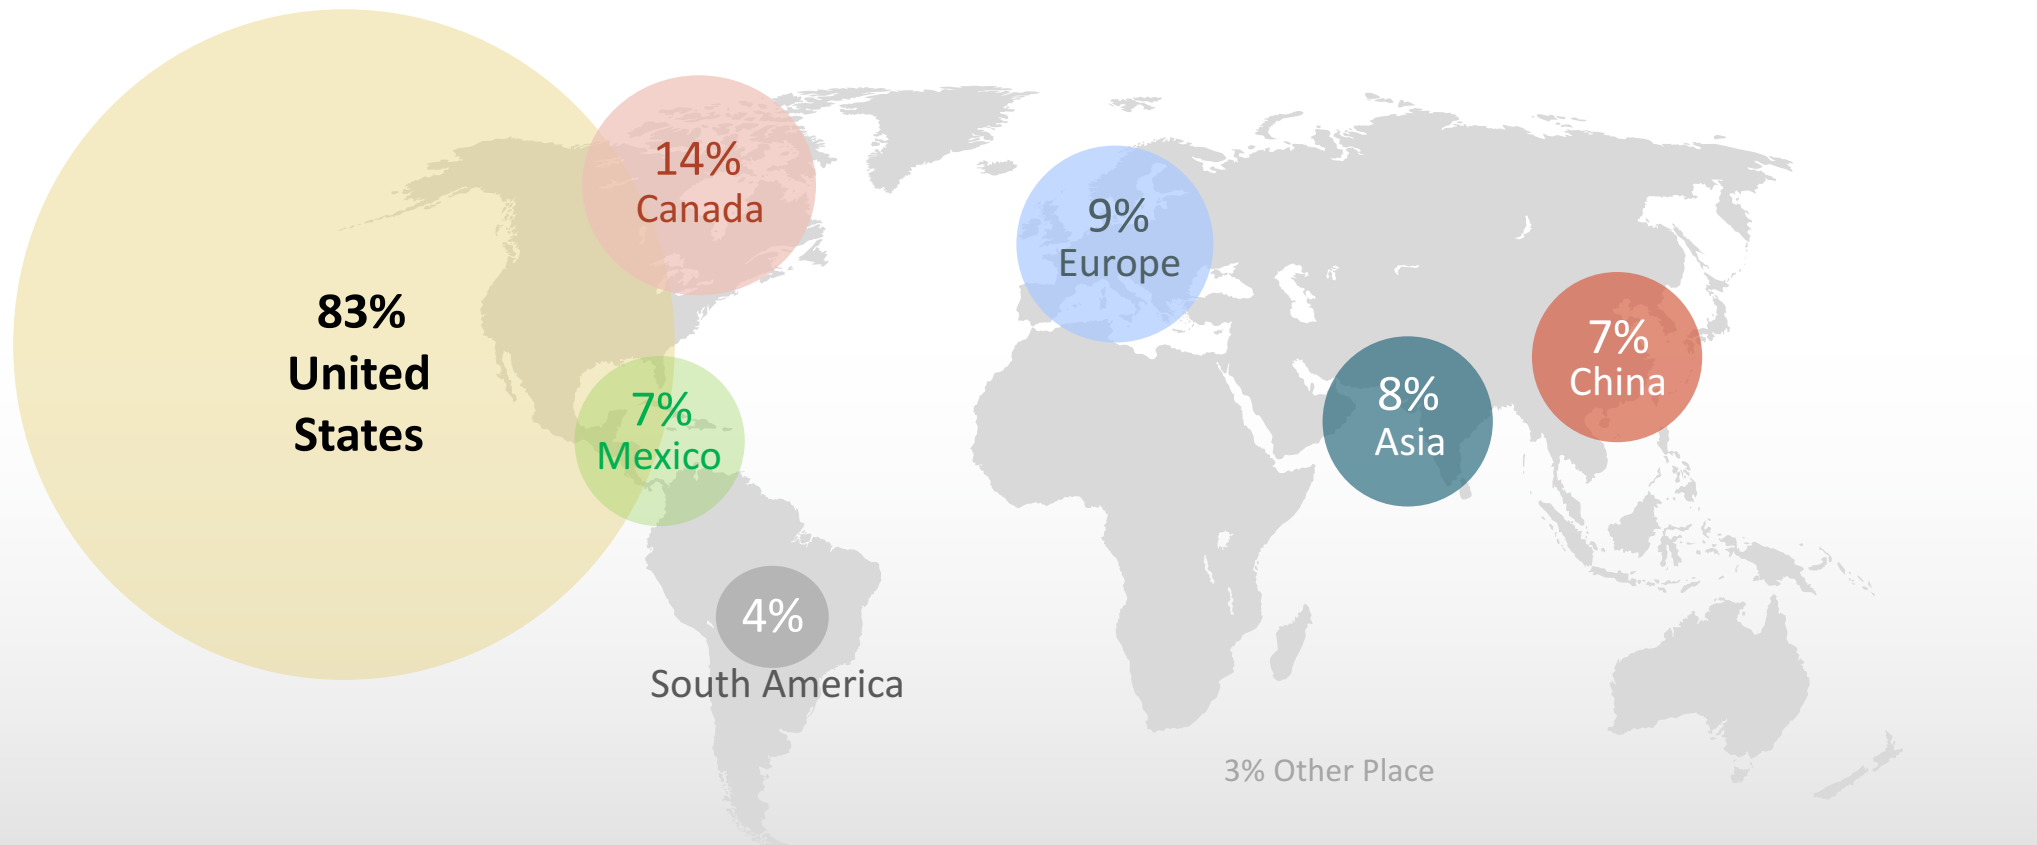 83%
United
States
14%
Canada
7%
Mexico
4%
South America
9%
Europe
8%
Asia
7%
China
3% Other Place